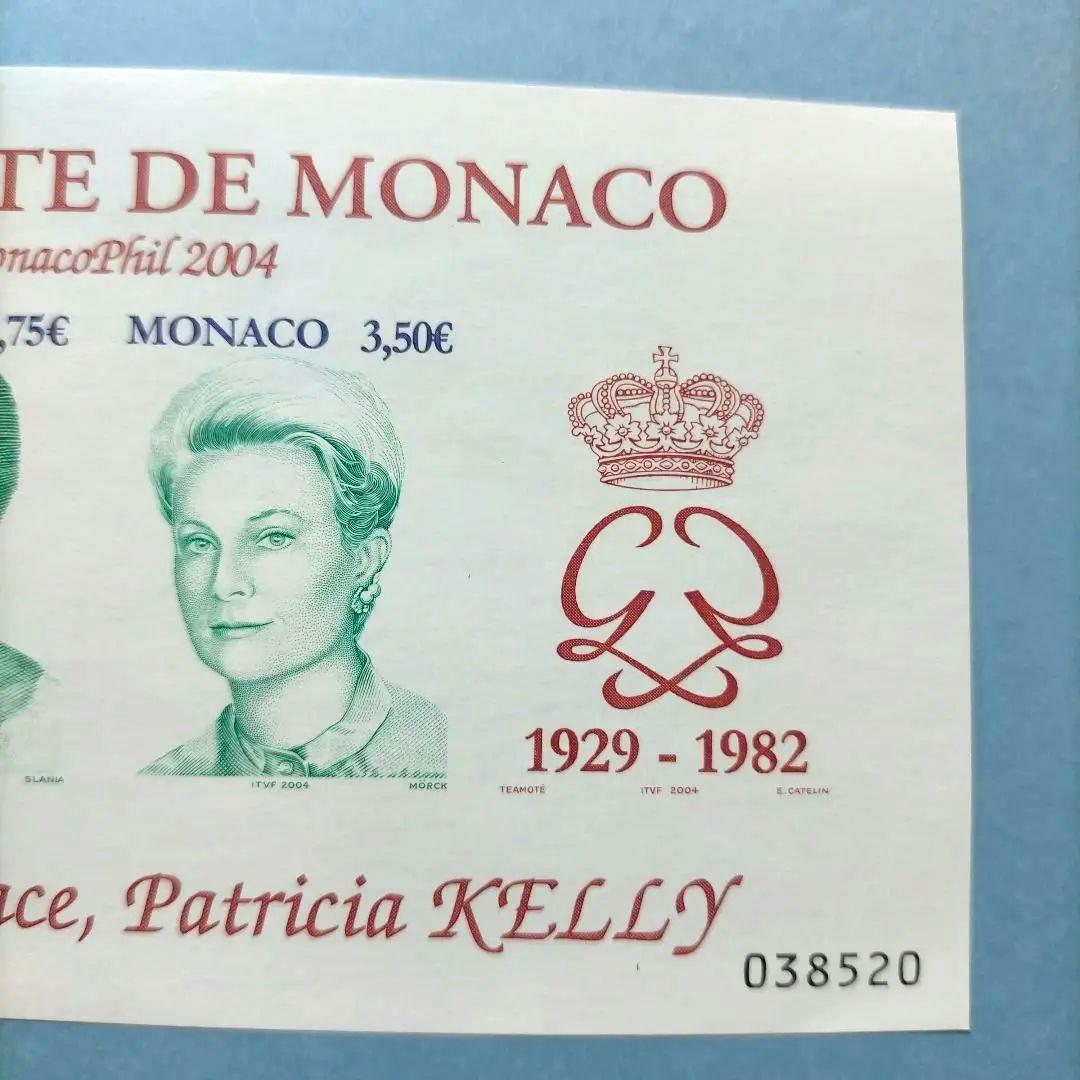 TE DE MONACO
onacoPhil 2004
,75€ MONACO 3,50€
1929 - 1982
SLANIA ITVF 2004 MÖRCK TEAMOTÉ ITVF 2004 E. CATELIN
ace, Patricia KELLY
038520